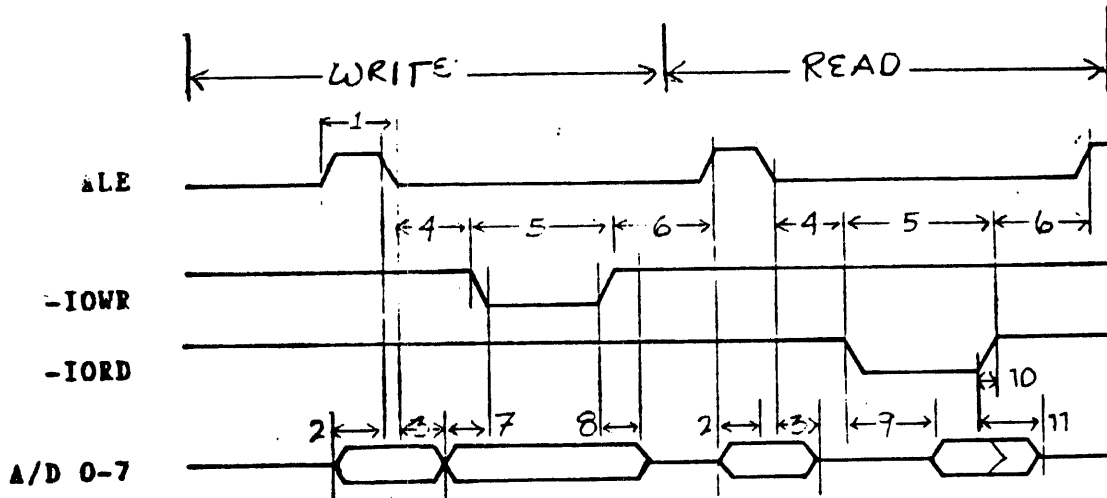 WRITE READ
1
ALE
4 5 6 4 5 6
-IOWR
-IORD
10
2 3 7 8 2 3 9 11
A/D 0-7